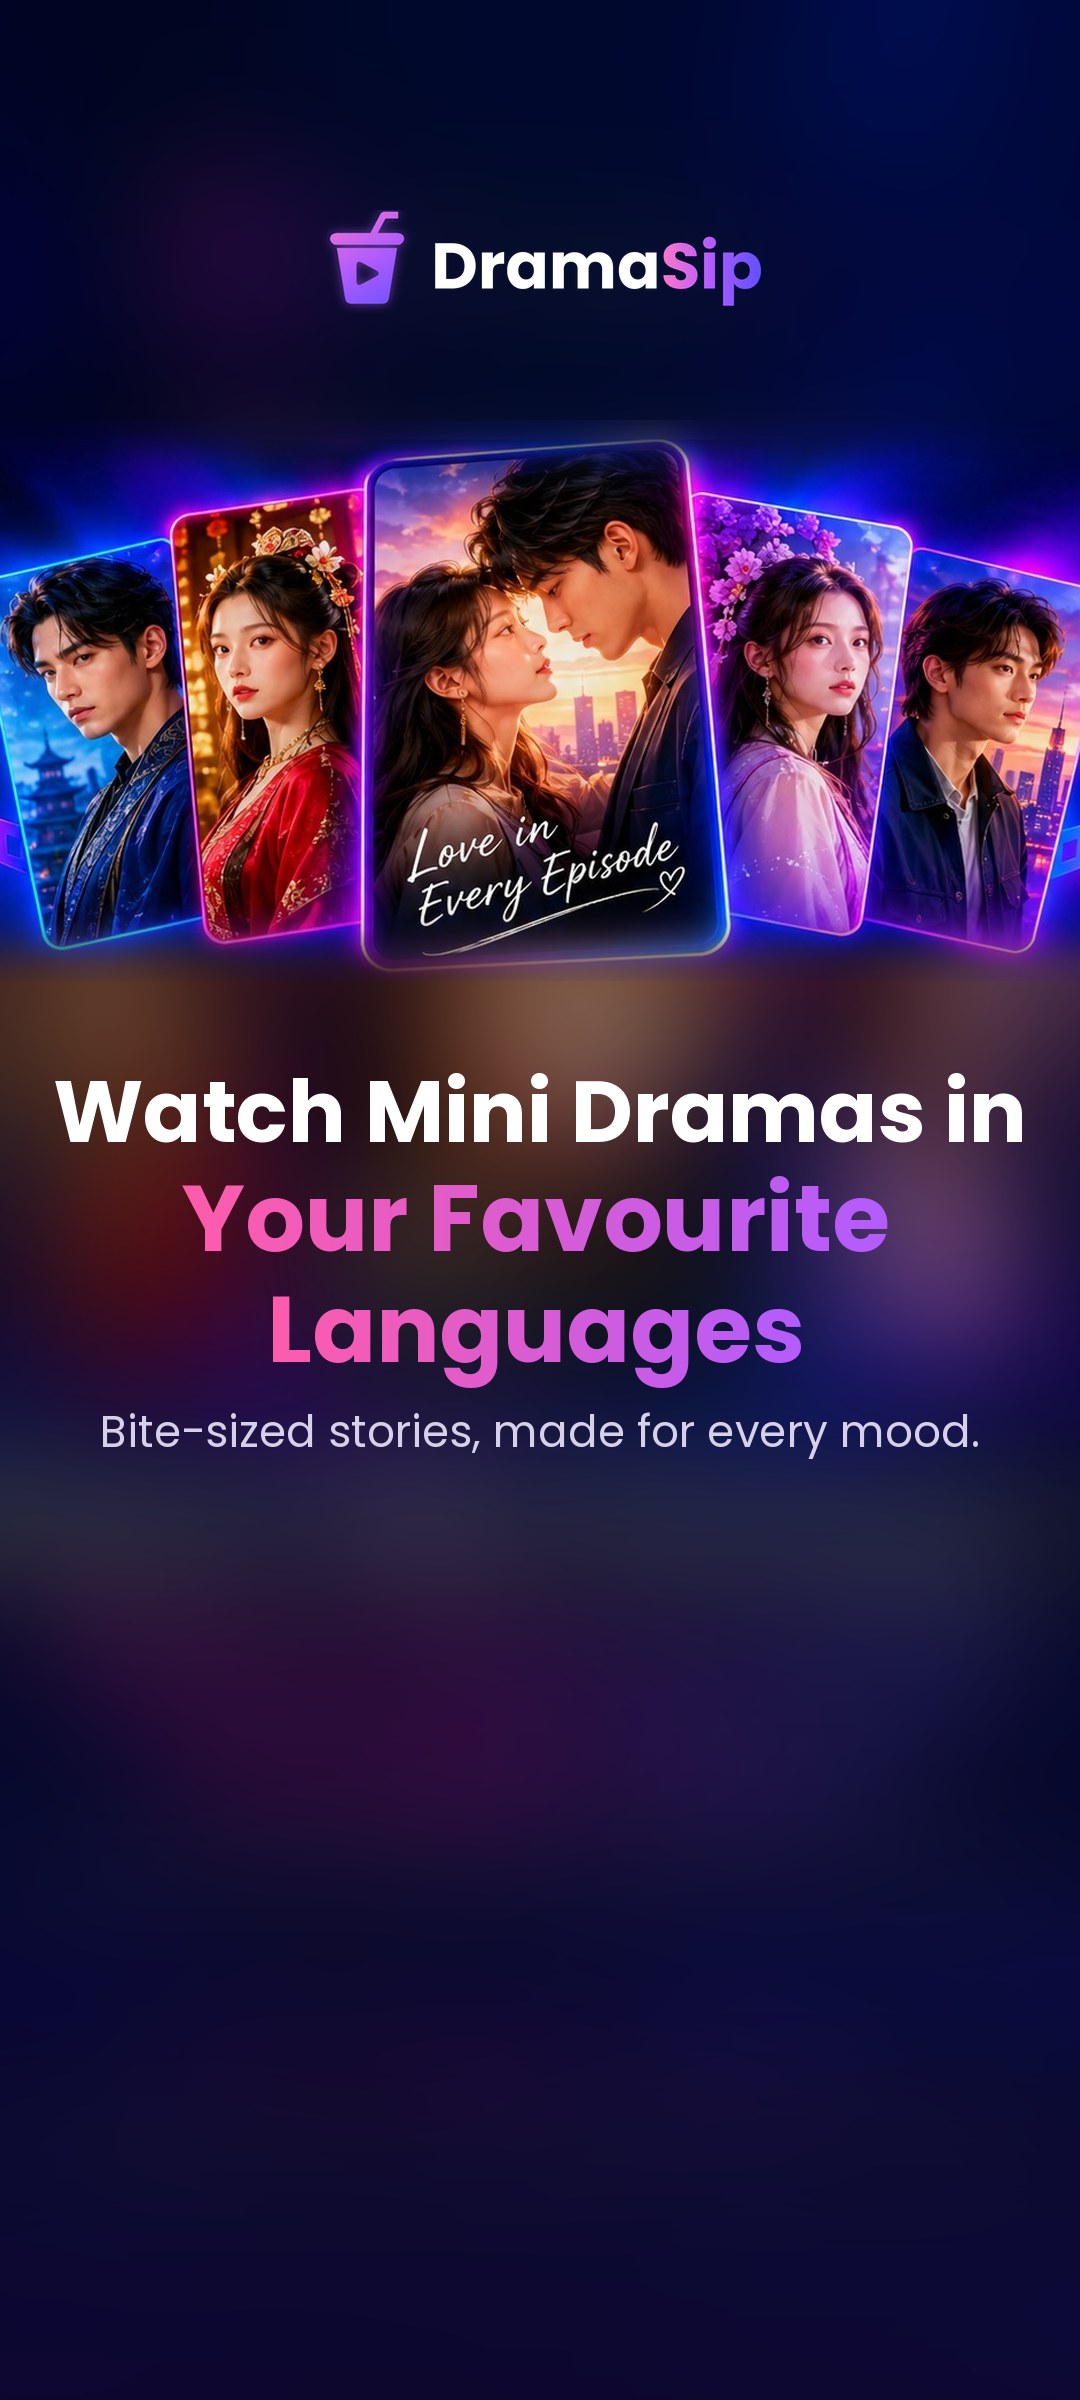 DramaSip
Love in
Every Episode
Watch Mini Dramas in
Your Favourite
Languages
Bite-sized stories, made for every mood.